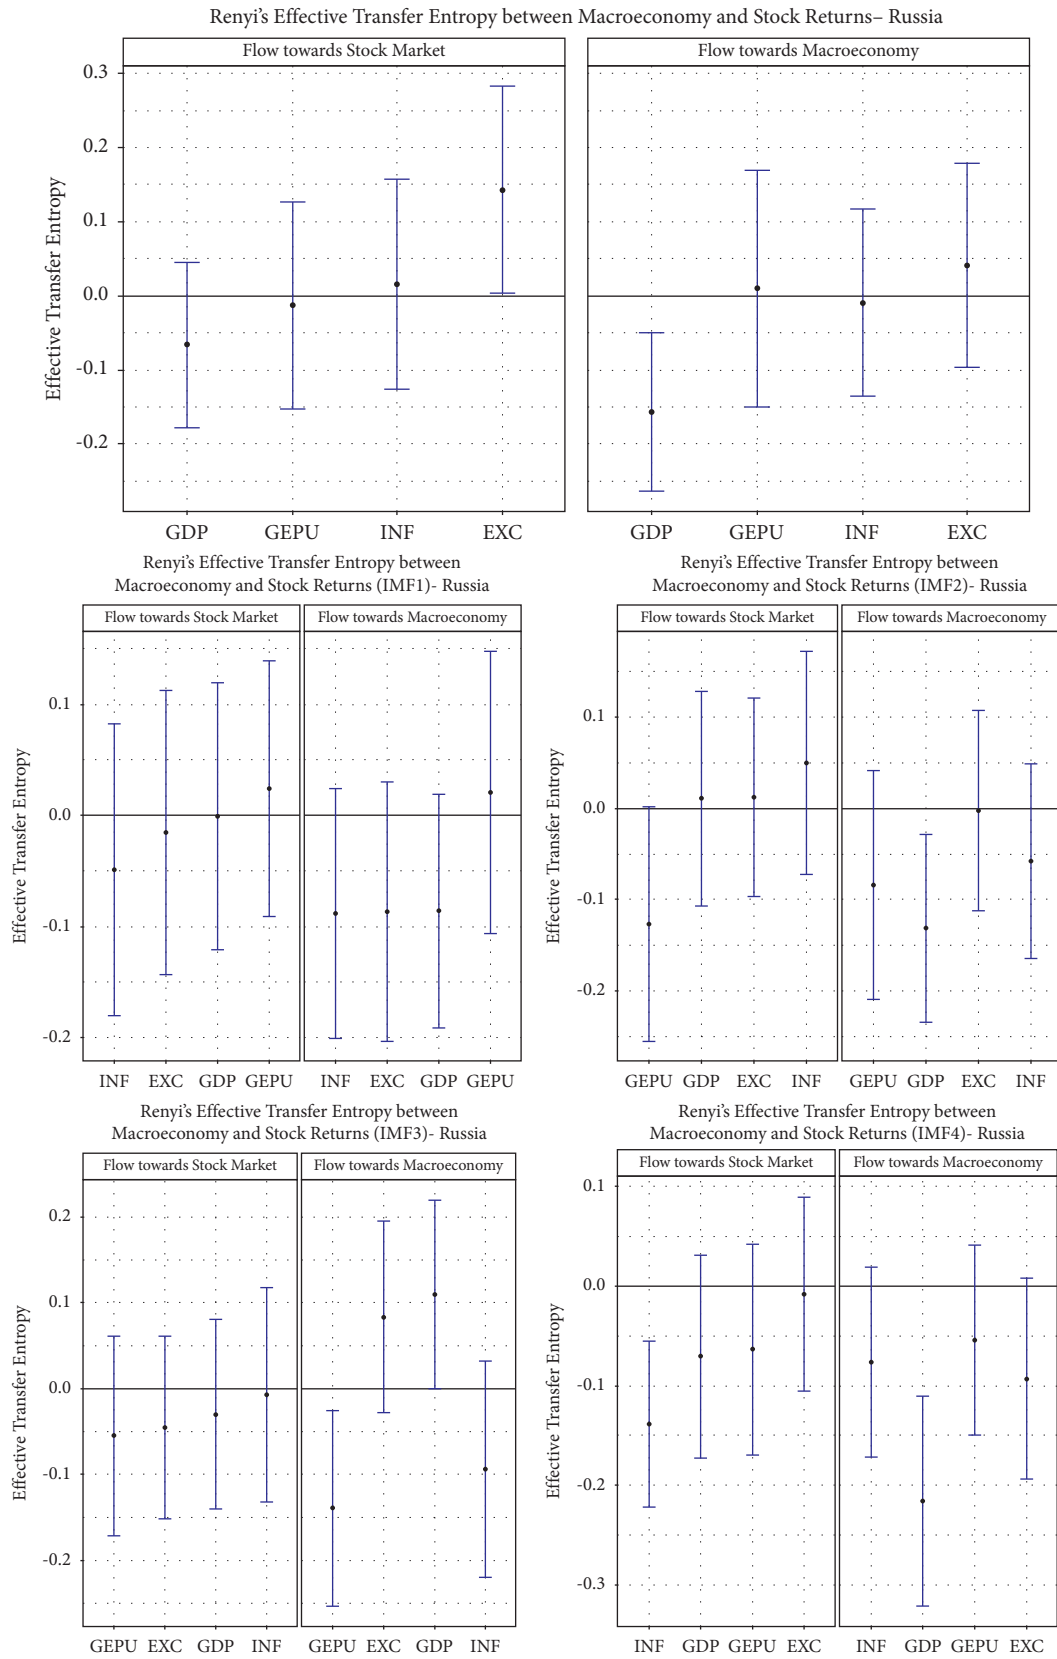 Renyi’s Effective Transfer Entropy between Macroeconomy and Stock Returns– Russia
Flow towards Stock Market
Flow towards Macroeconomy
Effective Transfer Entropy
0.3
0.2
0.1
0.0
-0.1
-0.2
GDP GEPU INF EXC
GDP GEPU INF EXC
Renyi’s Effective Transfer Entropy between
Macroeconomy and Stock Returns (IMF1)- Russia
Flow towards Stock Market
Flow towards Macroeconomy
Effective Transfer Entropy
0.1
0.0
-0.1
-0.2
INF EXC GDP GEPU
INF EXC GDP GEPU
Renyi’s Effective Transfer Entropy between
Macroeconomy and Stock Returns (IMF2)- Russia
Flow towards Stock Market
Flow towards Macroeconomy
Effective Transfer Entropy
0.1
0.0
-0.1
-0.2
GEPU GDP EXC INF
GEPU GDP EXC INF
Renyi’s Effective Transfer Entropy between
Macroeconomy and Stock Returns (IMF3)- Russia
Flow towards Stock Market
Flow towards Macroeconomy
Effective Transfer Entropy
0.2
0.1
0.0
-0.1
-0.2
GEPU EXC GDP INF
GEPU EXC GDP INF
Renyi’s Effective Transfer Entropy between
Macroeconomy and Stock Returns (IMF4)- Russia
Flow towards Stock Market
Flow towards Macroeconomy
Effective Transfer Entropy
0.1
0.0
-0.1
-0.2
-0.3
INF GDP GEPU EXC
INF GDP GEPU EXC